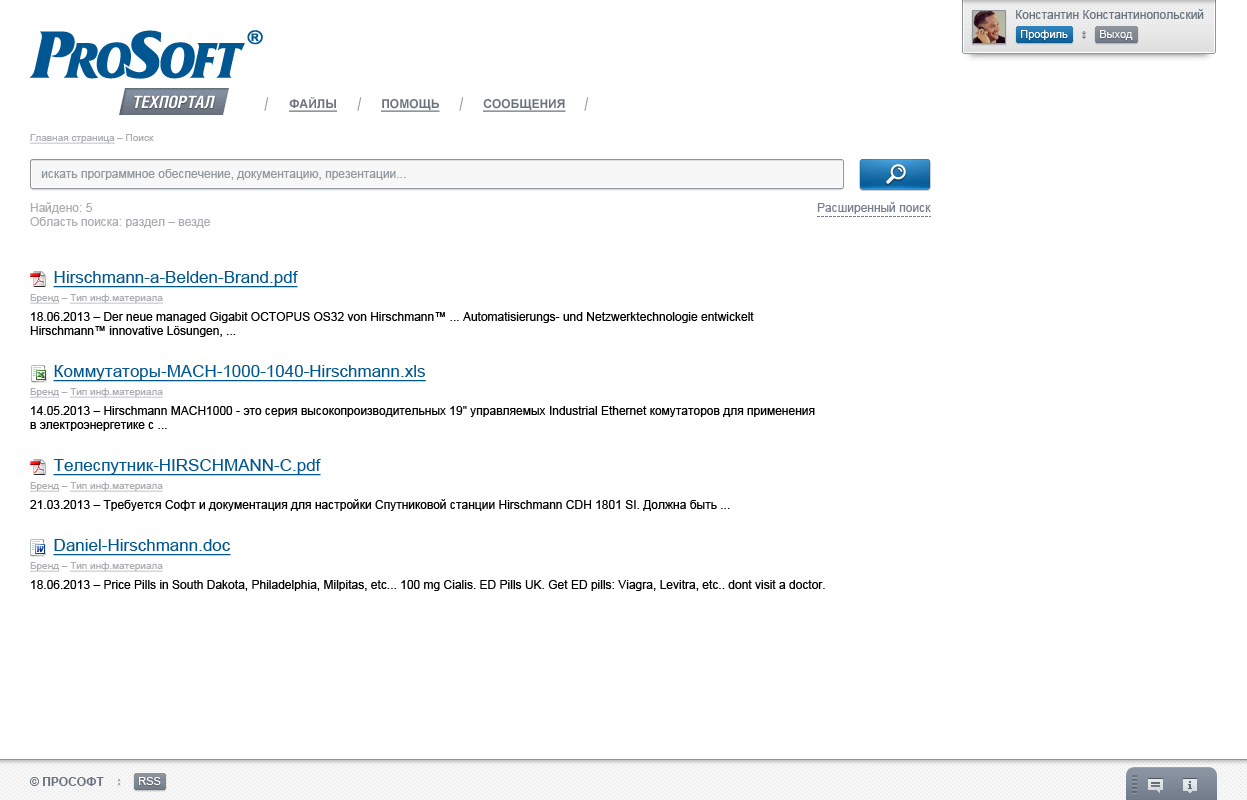 Константин Константинопольский
Профиль : Выход
PROSOFT®
ТЕХПОРТАЛ
/ ФАЙЛЫ / ПОМОЩЬ / СООБЩЕНИЯ /
Главная страница – Поиск
искать программное обеспечение, документацию, презентации...
Найдено: 5
Расширенный поиск
Область поиска: раздел – везде
Hirschmann-a-Belden-Brand.pdf
Бренд – Тип инф.материала
18.06.2013 – Der neue managed Gigabit OCTOPUS OS32 von Hirschmann™ ... Automatisierungs- und Netzwerktechnologie entwickelt
Hirschmann™ innovative Lösungen, ...
Коммутаторы-MACH-1000-1040-Hirschmann.xls
Бренд – Тип инф.материала
14.05.2013 – Hirschmann MACH1000 - это серия высокопроизводительных 19" управляемых Industrial Ethernet комутаторов для применения
в электроэнергетике с ...
Телеспутник-HIRSCHMANN-C.pdf
Бренд – Тип инф.материала
21.03.2013 – Требуется Софт и документация для настройки Спутниковой станции Hirschmann CDH 1801 SI. Должна быть ...
Daniel-Hirschmann.doc
Бренд – Тип инф.материала
18.06.2013 – Price Pills in South Dakota, Philadelphia, Milpitas, etc... 100 mg Cialis. ED Pills UK. Get ED pills: Viagra, Levitra, etc.. dont visit a doctor.
© ПРОСОФТ : RSS